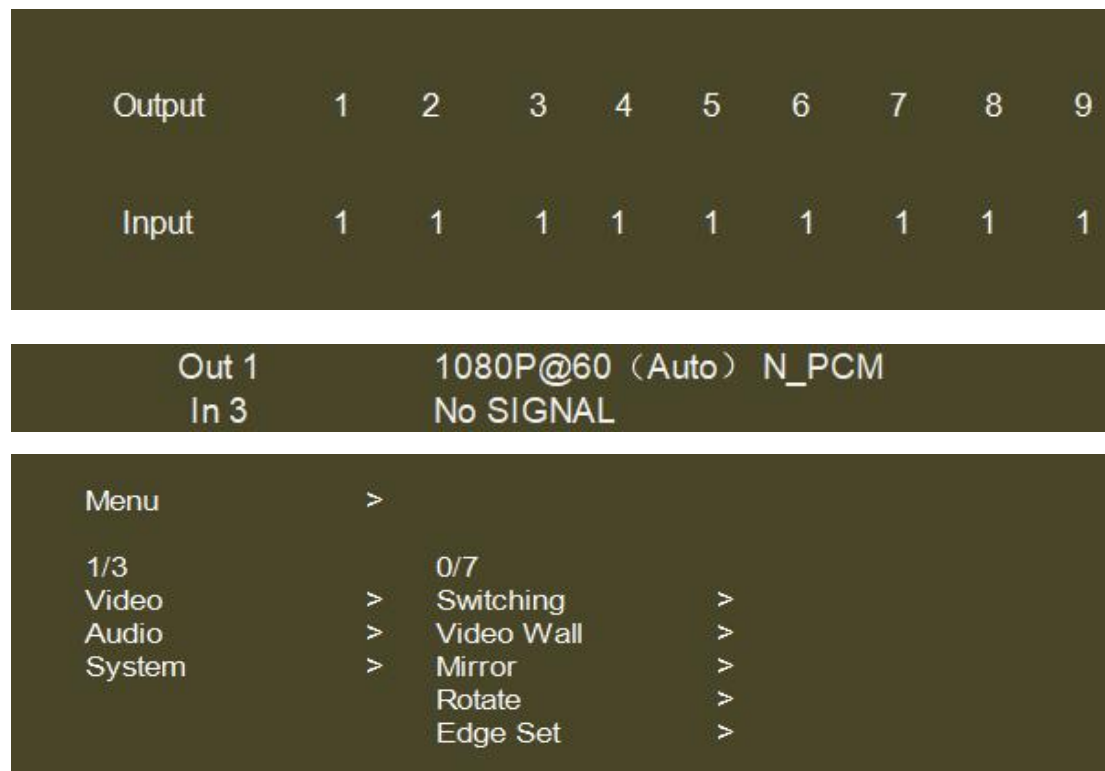 Output 1 2 3 4 5 6 7 8 9
Input 1 1 1 1 1 1 1 1 1
Out 1 1080P@60（Auto） N_PCM
In 3 No SIGNAL
Menu >
1/3 0/7
Video > Switching >
Audio > Video Wall >
System > Mirror >
Rotate >
Edge Set >